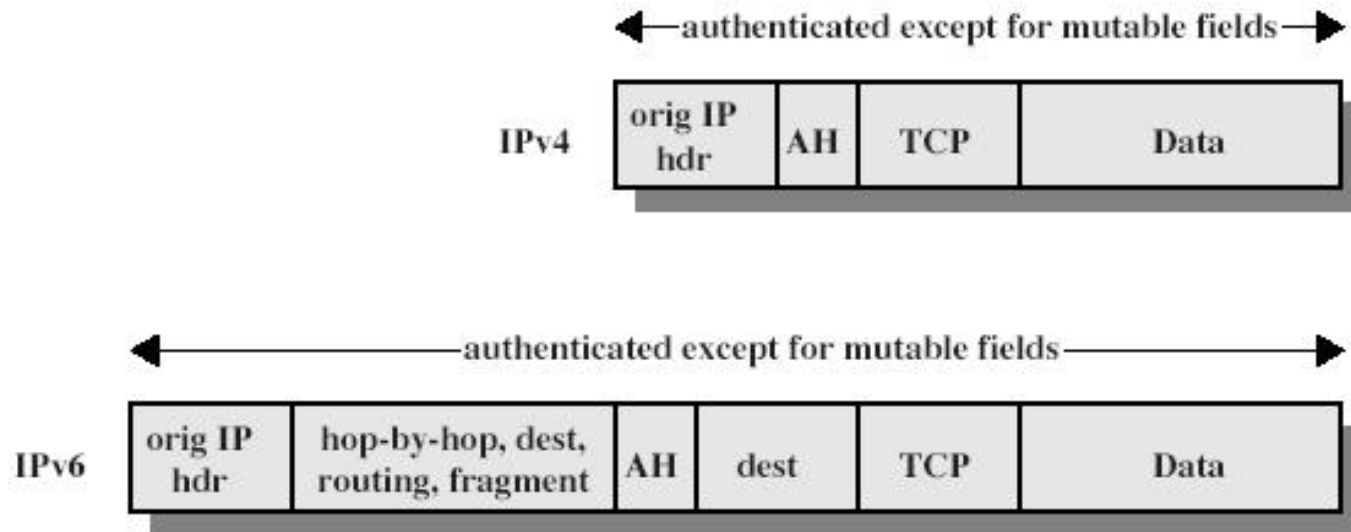 authenticated except for mutable fields
IPv4
orig IP
hdr
AH
TCP
Data
authenticated except for mutable fields
IPv6
orig IP
hdr
hop-by-hop, dest,
routing, fragment
AH
dest
TCP
Data